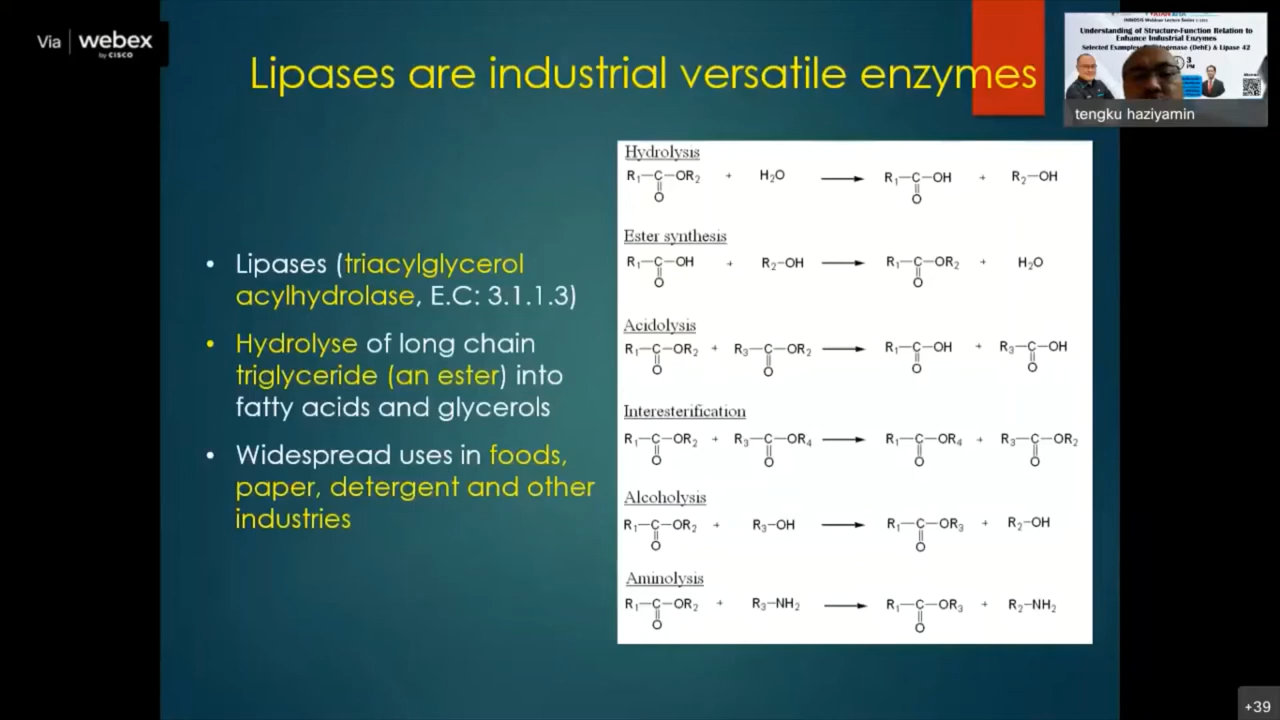 Via webex
by CISCO
Lipases are industrial versatile enzymes
Understanding of Structure-Function Relation to
Enhance Industrial Enzymes
3
PM
tengku haziyamin
• Lipases (triacylglycerol
acylhydrolase, E.C: 3.1.1.3)
• Hydrolyse of long chain
triglyceride (an ester) into
fatty acids and glycerols
• Widespread uses in foods,
paper, detergent and other
industries
Hydrolysis
R₁—C—OR₂ + H₂O → R₁—C—OH + R₂—OH
O O
Ester synthesis
R₁—C—OH + R₂—OH → R₁—C—OR₂ + H₂O
O O
Acidolysis
R₁—C—OR₂ + R₃—C—OR₂ → R₁—C—OH + R₃—C—OH
O O O O
Interesterification
R₁—C—OR₂ + R₃—C—OR₄ → R₁—C—OR₄ + R₃—C—OR₂
O O O O
Alcoholysis
R₁—C—OR₂ + R₃—OH → R₁—C—OR₃ + R₂—OH
O O
Aminolysis
R₁—C—OR₂ + R₃—NH₂ → R₁—C—OR₃ + R₂—NH₂
O O
+39